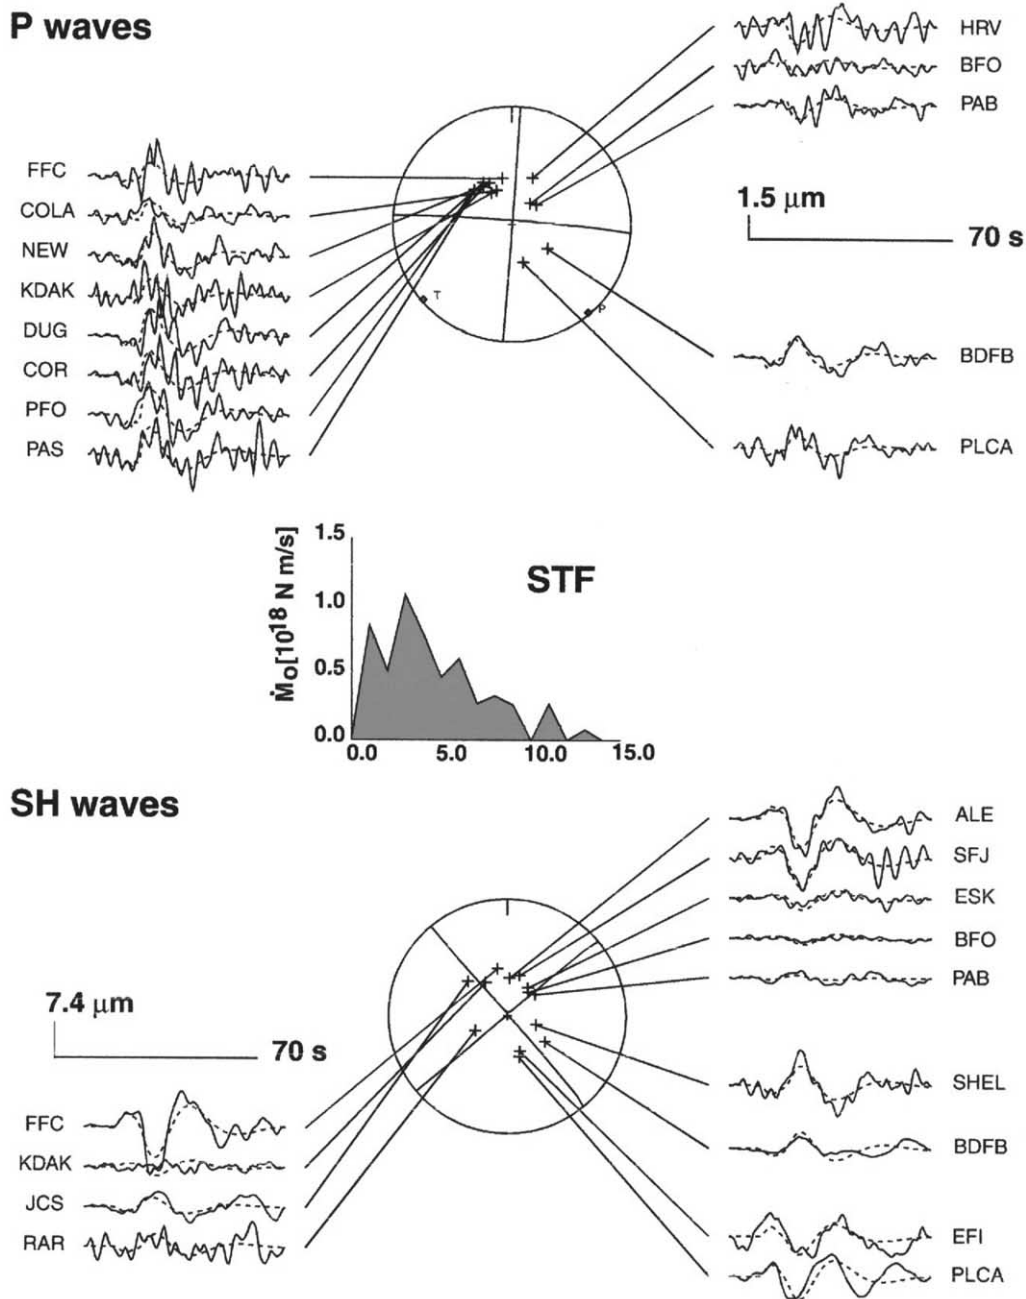 P waves
HRV
BFO
PAB
FFC
COLA
NEW
KDAK
DUG
COR
PFO
PAS
1.5 µm
70 s
T
P
BDFB
PLCA
Ṁo[10¹⁸ N m/s]
1.5
1.0
0.5
0.0
STF
0.0 5.0 10.0 15.0
SH waves
ALE
SFJ
ESK
BFO
PAB
7.4 µm
70 s
SHEL
BDFB
FFC
KDAK
JCS
RAR
EFI
PLCA